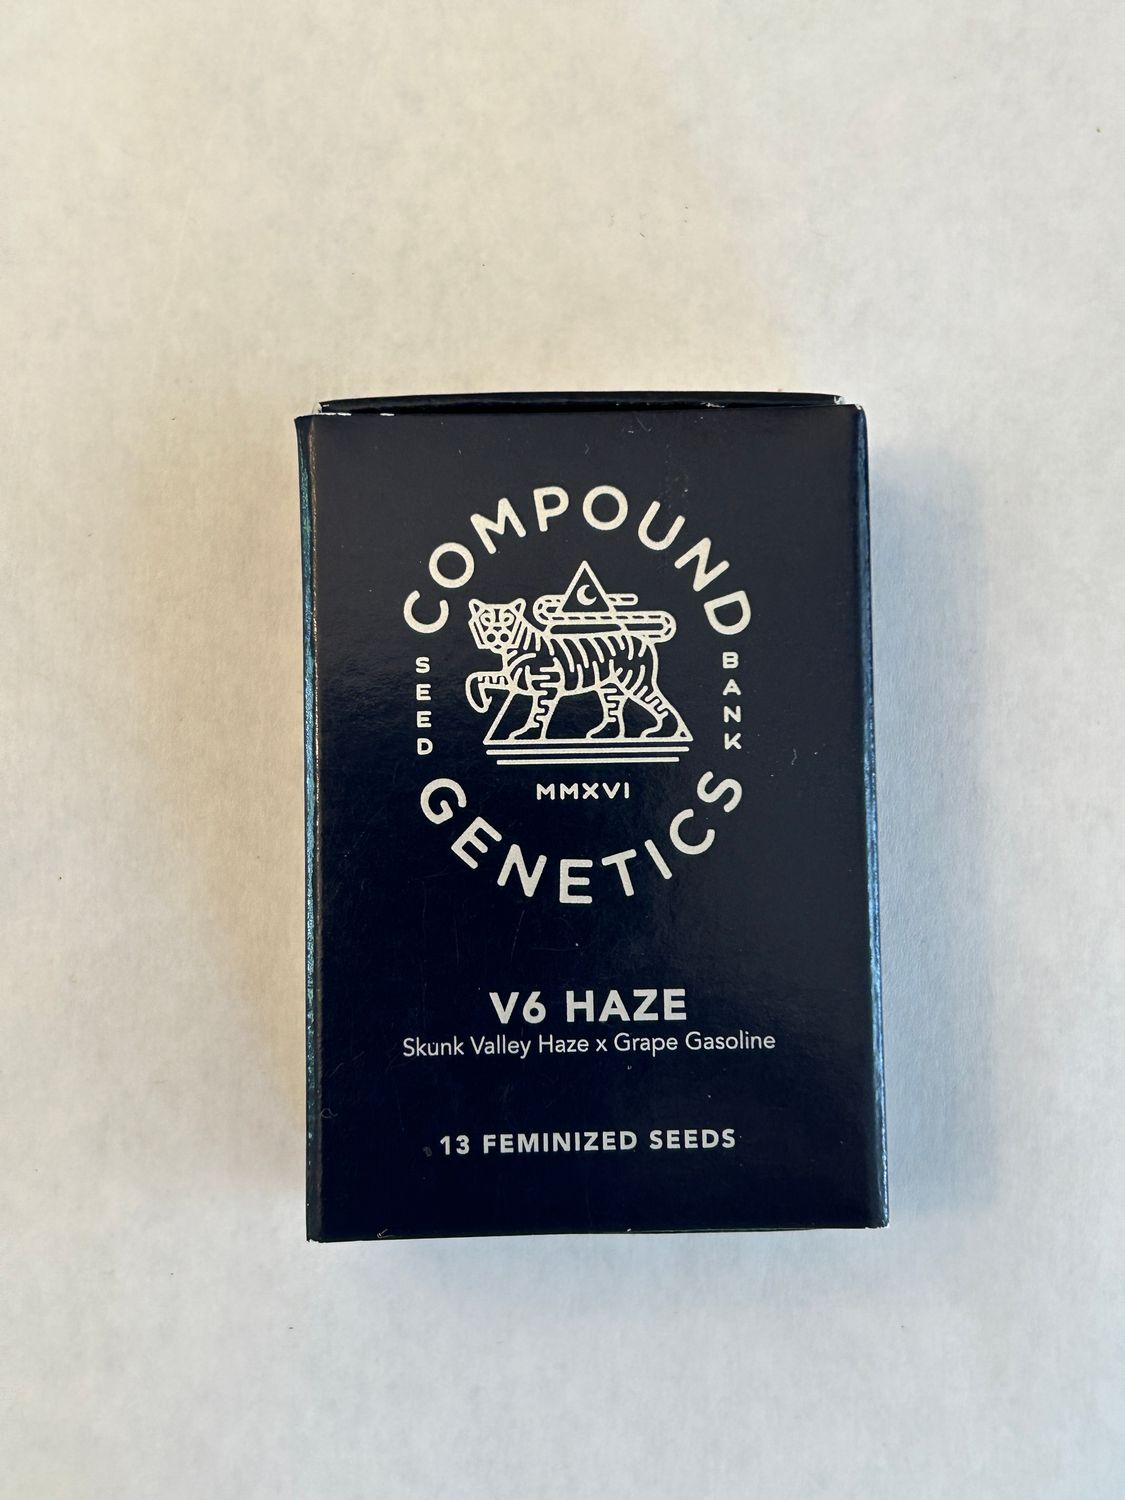 COMPOUND
SEED
BANK
MMXVI
GENETICS
V6 HAZE
Skunk Valley Haze x Grape Gasoline
13 FEMINIZED SEEDS